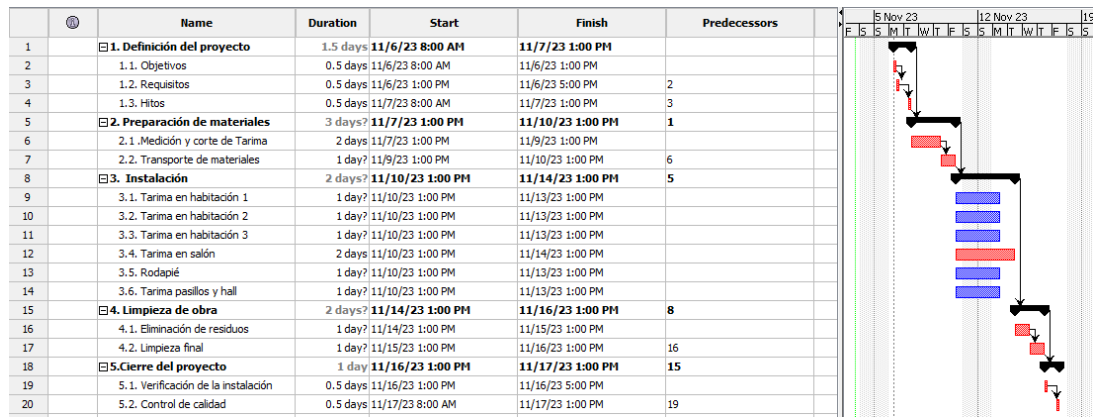 Name Duration Start Finish Predecessors 5 Nov 23 12 Nov 23 19
F S S M T W T F S S M T W T F S S
1 1. Definición del proyecto 1.5 days 11/6/23 8:00 AM 11/7/23 1:00 PM
2 1.1. Objetivos 0.5 days 11/6/23 8:00 AM 11/6/23 1:00 PM
3 1.2. Requisitos 0.5 days 11/6/23 1:00 PM 11/6/23 5:00 PM 2
4 1.3. Hitos 0.5 days 11/7/23 8:00 AM 11/7/23 1:00 PM 3
5 2. Preparación de materiales 3 days? 11/7/23 1:00 PM 11/10/23 1:00 PM 1
6 2.1 .Medición y corte de Tarima 2 days 11/7/23 1:00 PM 11/9/23 1:00 PM
7 2.2. Transporte de materiales 1 day? 11/9/23 1:00 PM 11/10/23 1:00 PM 6
8 3. Instalación 2 days? 11/10/23 1:00 PM 11/14/23 1:00 PM 5
9 3.1. Tarima en habitación 1 1 day? 11/10/23 1:00 PM 11/13/23 1:00 PM
10 3.2. Tarima en habitación 2 1 day? 11/10/23 1:00 PM 11/13/23 1:00 PM
11 3.3. Tarima en habitación 3 1 day? 11/10/23 1:00 PM 11/13/23 1:00 PM
12 3.4. Tarima en salón 2 days 11/10/23 1:00 PM 11/14/23 1:00 PM
13 3.5. Rodapié 1 day? 11/10/23 1:00 PM 11/13/23 1:00 PM
14 3.6. Tarima pasillos y hall 1 day? 11/10/23 1:00 PM 11/13/23 1:00 PM
15 4. Limpieza de obra 2 days? 11/14/23 1:00 PM 11/16/23 1:00 PM 8
16 4.1. Eliminación de residuos 1 day? 11/14/23 1:00 PM 11/15/23 1:00 PM
17 4.2. Limpieza final 1 day? 11/15/23 1:00 PM 11/16/23 1:00 PM 16
18 5.Cierre del proyecto 1 day 11/16/23 1:00 PM 11/17/23 1:00 PM 15
19 5.1. Verificación de la instalación 0.5 days 11/16/23 1:00 PM 11/16/23 5:00 PM
20 5.2. Control de calidad 0.5 days 11/17/23 8:00 AM 11/17/23 1:00 PM 19